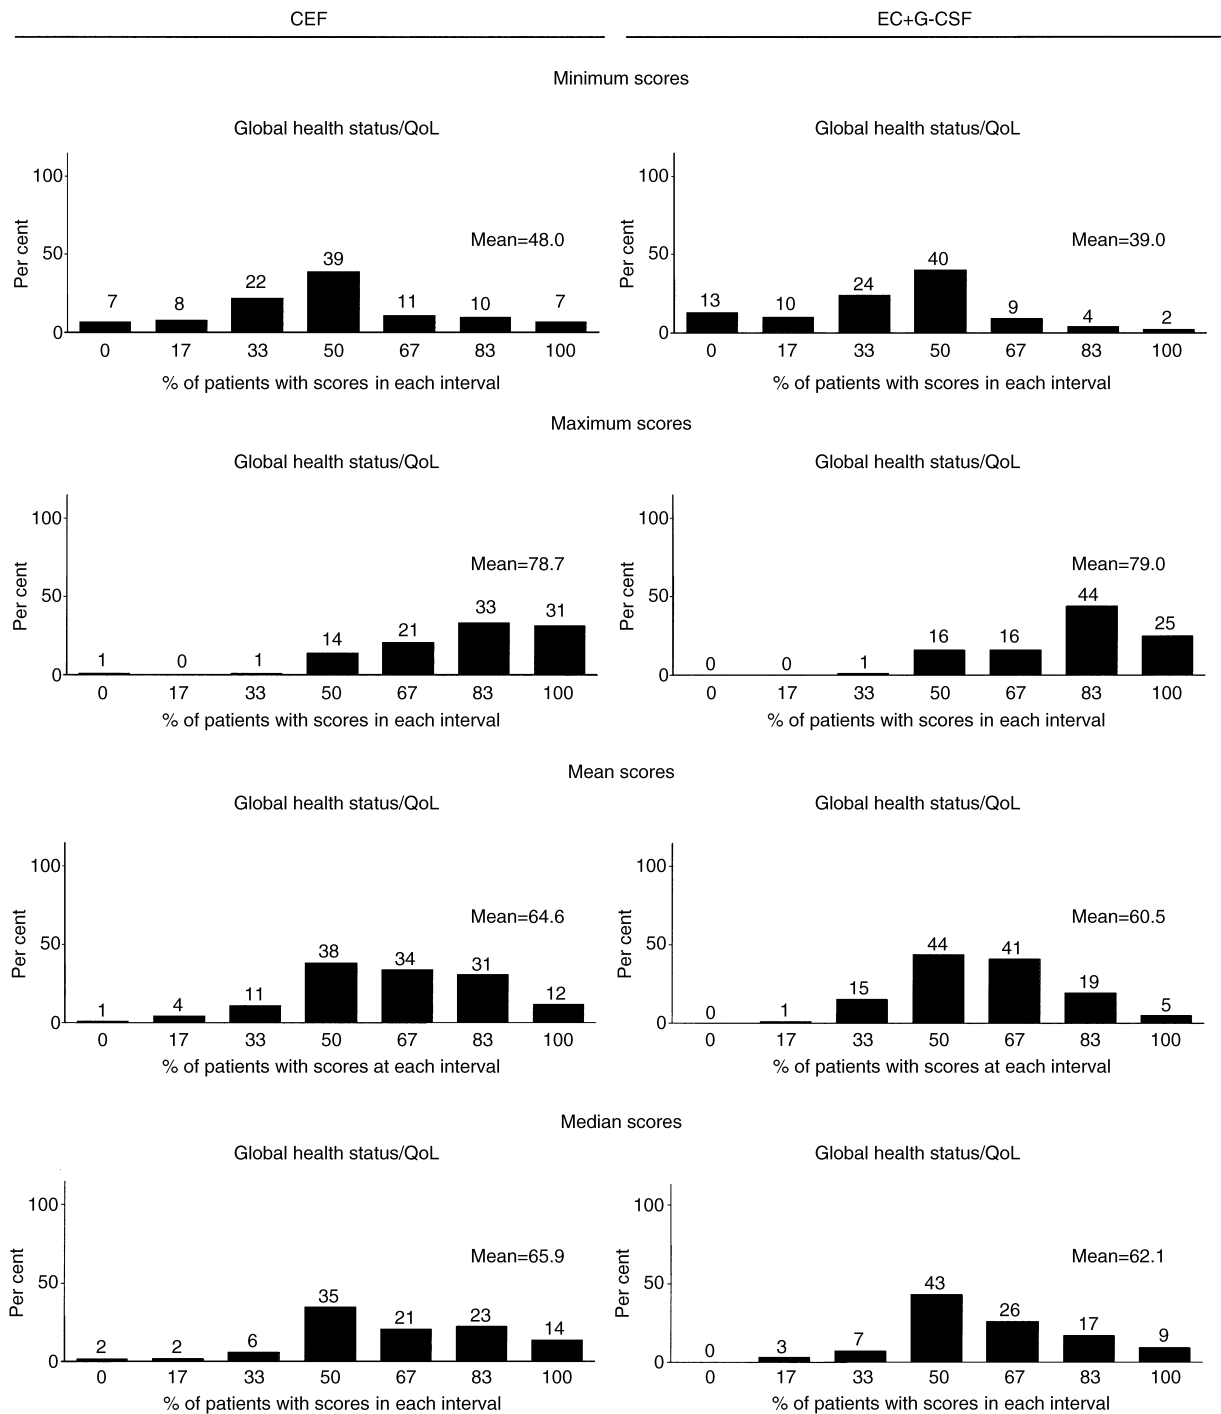 CEF
EC+G-CSF
Minimum scores
Global health status/QoL
Per cent
100
50
0
Mean=48.0
7 8 22 39 11 10 7
0 17 33 50 67 83 100
% of patients with scores in each interval
Global health status/QoL
Per cent
100
50
0
Mean=39.0
13 10 24 40 9 4 2
0 17 33 50 67 83 100
% of patients with scores in each interval
Maximum scores
Global health status/QoL
Per cent
100
50
0
Mean=78.7
1 0 1 14 21 33 31
0 17 33 50 67 83 100
% of patients with scores in each interval
Global health status/QoL
Per cent
100
50
0
Mean=79.0
0 0 1 16 16 44 25
0 17 33 50 67 83 100
% of patients with scores in each interval
Mean scores
Global health status/QoL
Per cent
100
50
0
Mean=64.6
1 4 11 38 34 31 12
0 17 33 50 67 83 100
% of patients with scores at each interval
Global health status/QoL
Per cent
100
50
0
Mean=60.5
0 1 15 44 41 19 5
0 17 33 50 67 83 100
% of patients with scores at each interval
Median scores
Global health status/QoL
Per cent
100
50
0
Mean=65.9
2 2 6 35 21 23 14
0 17 33 50 67 83 100
% of patients with scores in each interval
Global health status/QoL
Per cent
100
50
0
Mean=62.1
0 3 7 43 26 17 9
0 17 33 50 67 83 100
% of patients with scores in each interval